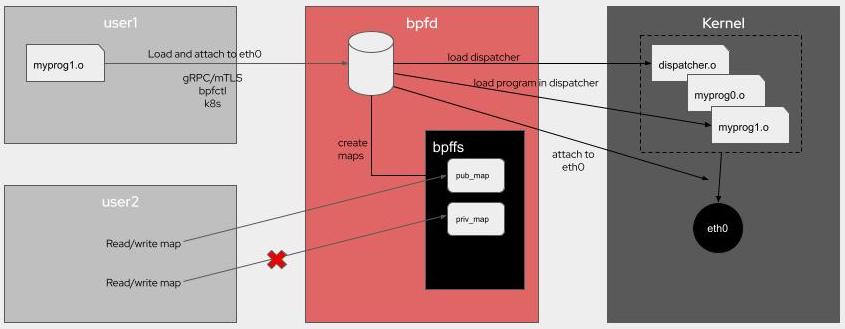 user1
myprog1.o
Load and attach to eth0
gRPC/mTLS
bpfctl
k8s
user2
Read/write map
Read/write map
bpfd
create
maps
bpffs
pub_map
priv_map
load dispatcher
load program in dispatcher
attach to
eth0
Kernel
dispatcher.o
myprog0.o
myprog1.o
eth0